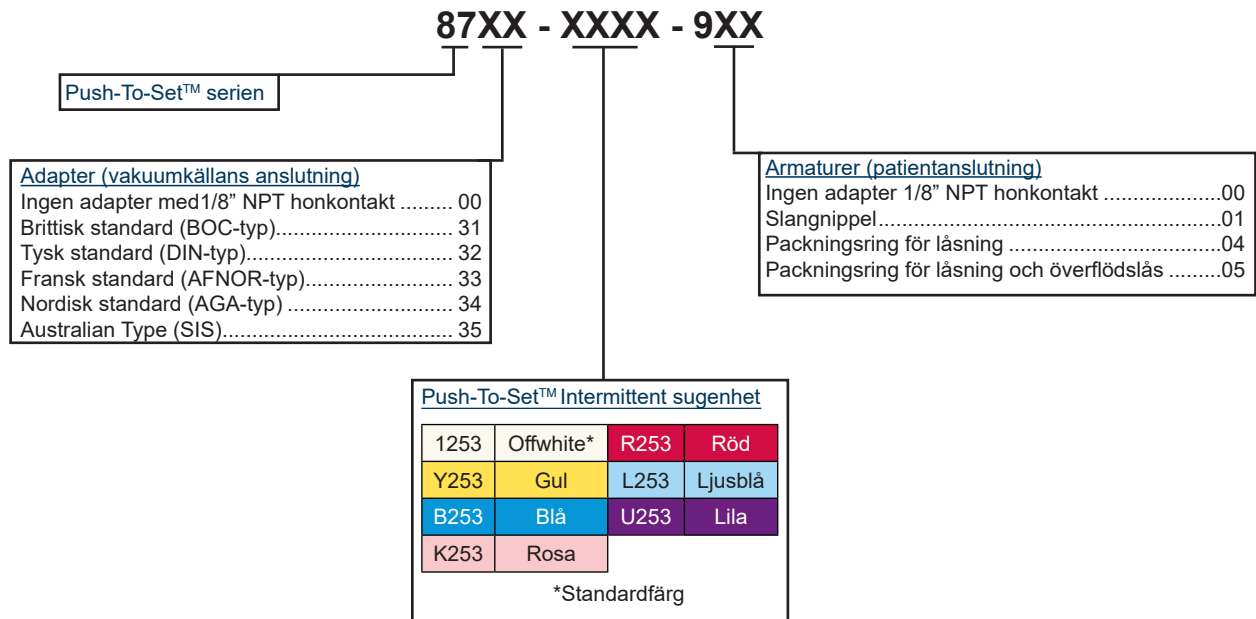 87XX - XXXX - 9XX
Push-To-Set™ serien
Adapter (vakuumkällans anslutning)
Ingen adapter med1/8” NPT honkontakt ......... 00
Brittisk standard (BOC-typ)............................... 31
Tysk standard (DIN-typ)..................................... 32
Fransk standard (AFNOR-typ).......................... 33
Nordisk standard (AGA-typ) .............................. 34
Australian Type (SIS).......................................... 35
Armaturer (patientanslutning)
Ingen adapter 1/8” NPT honkontakt .....................00
Slangnippel..........................................................01
Packningsring för låsning ......................................04
Packningsring för låsning och överflödslås .........05
Push-To-Set™ Intermittent sugenhet
1253 Offwhite* R253 Röd
Y253 Gul L253 Ljusblå
B253 Blå U253 Lila
K253 Rosa
*Standardfärg